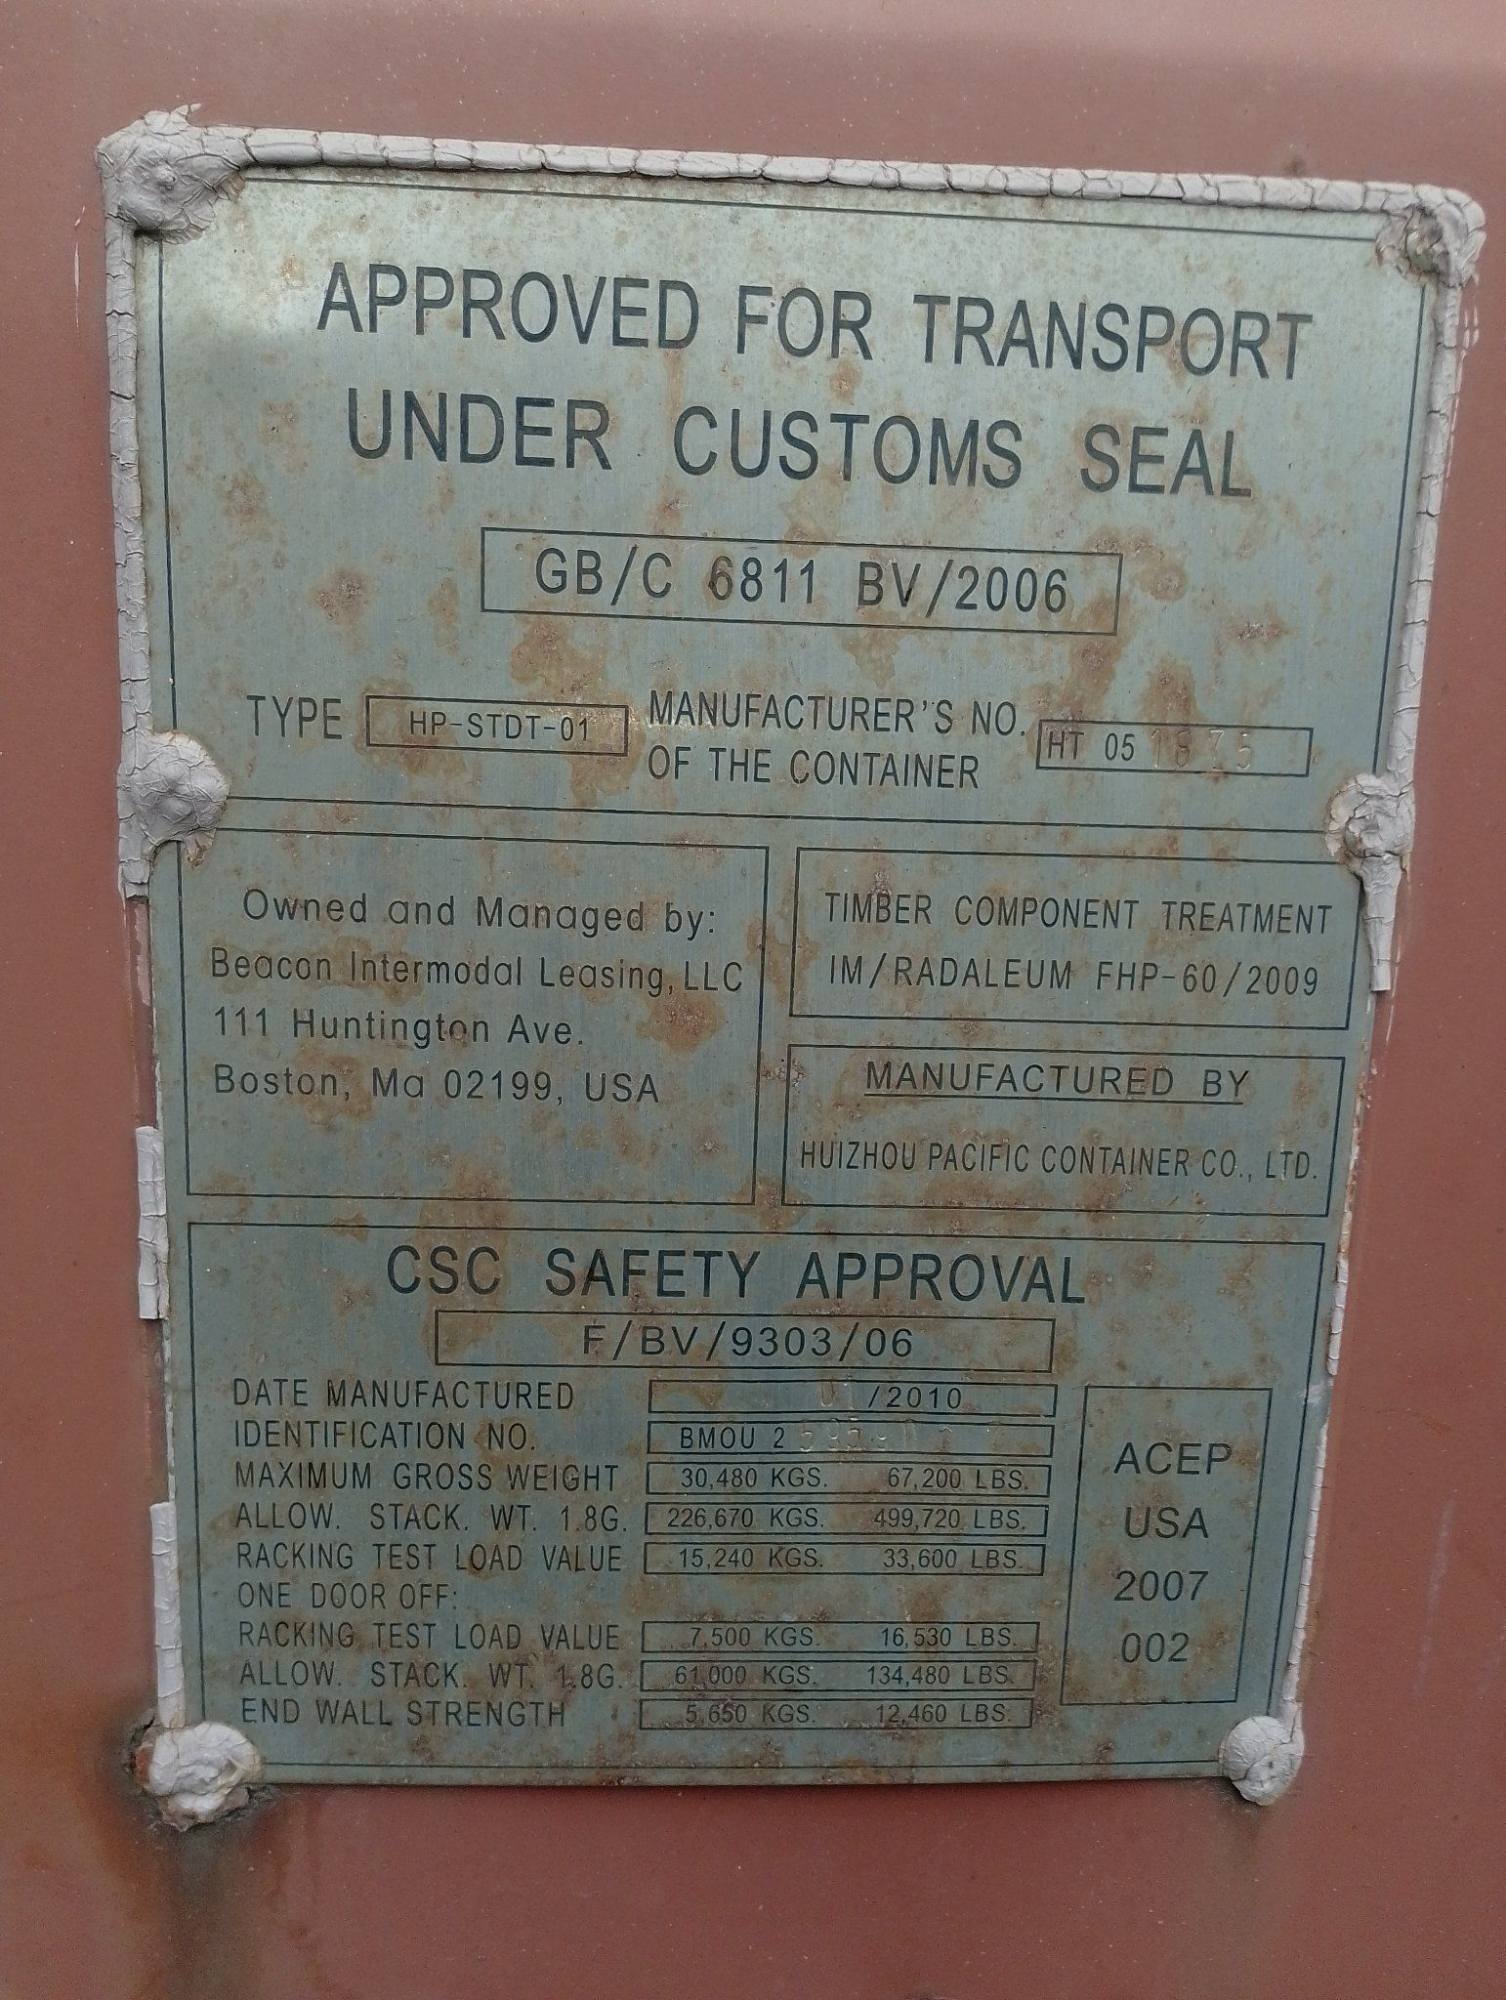 APPROVED FOR TRANSPORT
UNDER CUSTOMS SEAL
GB/C 6811 BV/2006
TYPE HP-STDT-01 MANUFACTURER'S NO.
OF THE CONTAINER HT 05
Owned and Managed by:
Beacon Intermodal Leasing, LLC
111 Huntington Ave.
Boston, Ma 02199, USA
TIMBER COMPONENT TREATMENT
IM/RADALEUM FHP-60/2009
MANUFACTURED BY
HUIZHOU PACIFIC CONTAINER CO., LTD.
CSC SAFETY APPROVAL
F/BV/9303/06
DATE MANUFACTURED /2010
IDENTIFICATION NO. BMOU 2
MAXIMUM GROSS WEIGHT 30,480 KGS. 67,200 LBS.
ALLOW. STACK. WT. 1.8G. 226,670 KGS. 499,720 LBS.
RACKING TEST LOAD VALUE 15,240 KGS. 33,600 LBS.
ONE DOOR OFF:
RACKING TEST LOAD VALUE 7,500 KGS. 16,530 LBS.
ALLOW. STACK. WT. 1.8G. 61,000 KGS. 134,480 LBS.
END WALL STRENGTH 5,650 KGS. 12,460 LBS.
ACEP
USA
2007
002